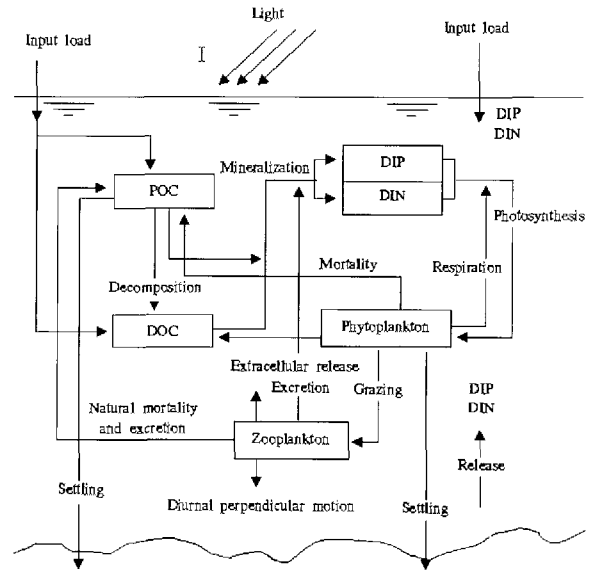 Light
Input load
Input load
I
DIP
DIN
Mineralization
DIP
DIN
POC
Photosynthesis
Mortality
Respiration
Decomposition
DOC
Phytoplankton
Extracellular release
Excretion
Grazing
DIP
DIN
Natural mortality
and excretion
Zooplankton
Release
Settling
Diurnal perpendicular motion
Settling